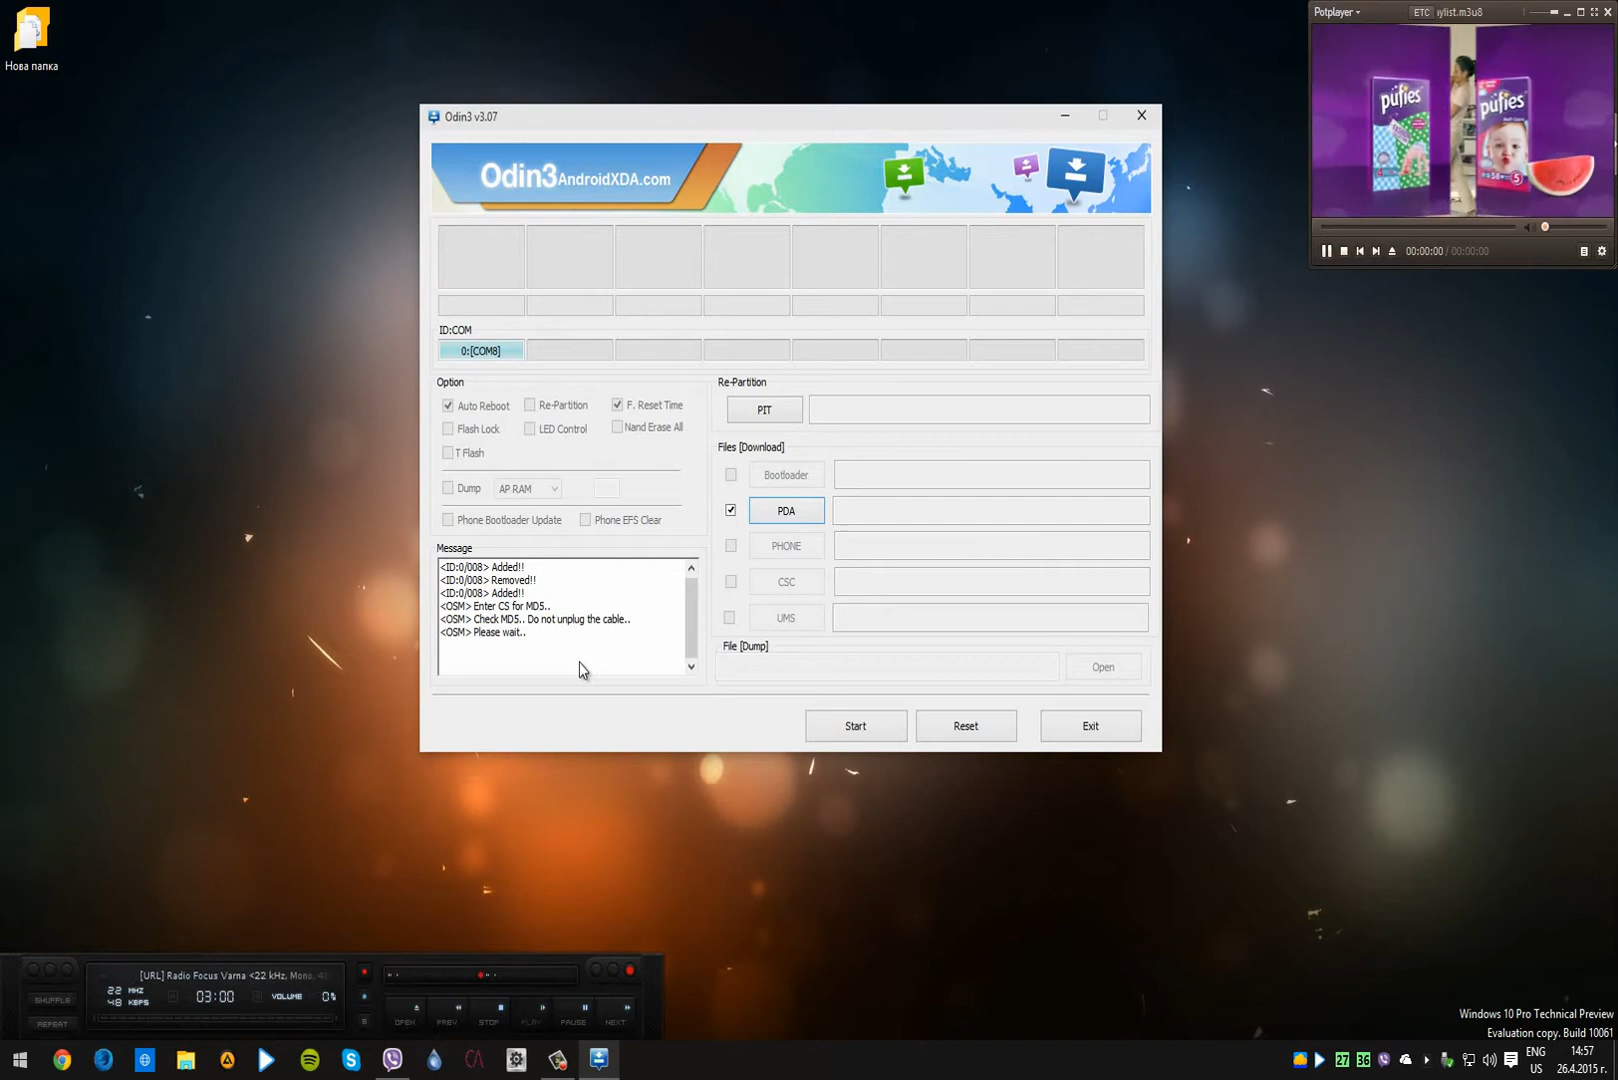 Нова папка
Potplayer
ETC
ylist.m3u8
pufies
pufies
5
00:00:00 / 00:00:00
Odin3 v3.07
Odin3 AndroidXDA.com
ID:COM
0:[COM8]
Option
Auto Reboot
Re-Partition
F. Reset Time
Flash Lock
LED Control
Nand Erase All
T Flash
Dump
AP RAM
Phone Bootloader Update
Phone EFS Clear
Message
<ID:0/008> Added!!
<ID:0/008> Removed!!
<ID:0/008> Added!!
<OSM> Enter CS for MD5..
<OSM> Check MD5.. Do not unplug the cable..
<OSM> Please wait..
Re-Partition
PIT
Files [Download]
Bootloader
PDA
PHONE
CSC
UMS
File [Dump]
Open
Start
Reset
Exit
[URL] Radio Focus Varna <22 kHz, Mono,
22 MHZ
48 KBPS
03:00
VOLUME 0%
SHUFFLE
REPEAT
OPEN
PREV
STOP
PLAY
PAUSE
NEXT
Windows 10 Pro Technical Preview
Evaluation copy. Build 10061
27
36
ENG
US
14:57
26.4.2015 г.